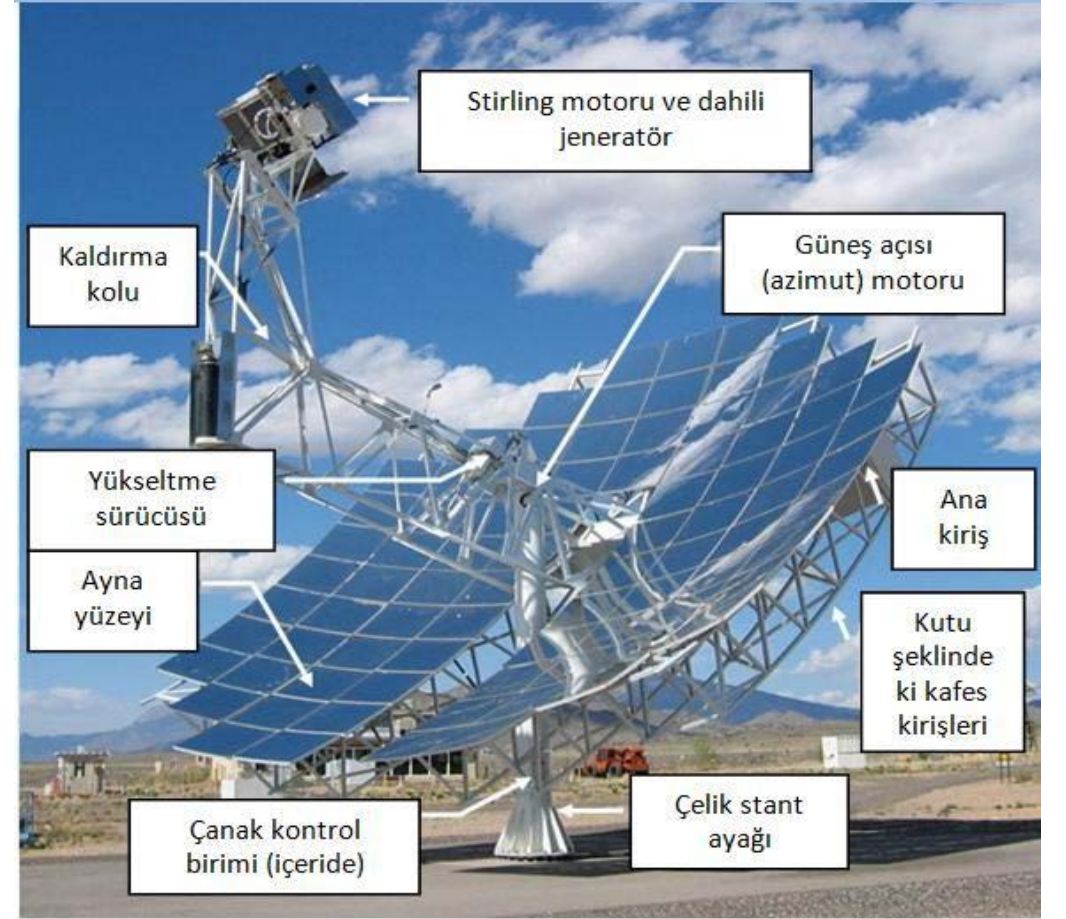 Stirling motoru ve dahili
jeneratör
Kaldırma
kolu
Güneş açısı
(azimut) motoru
Yükseltme
sürücüsü
Ana
kiriş
Ayna
yüzeyi
Kutu
şeklinde
ki kafes
kirişleri
Çanak kontrol
birimi (içeride)
Çelik stant
ayağı